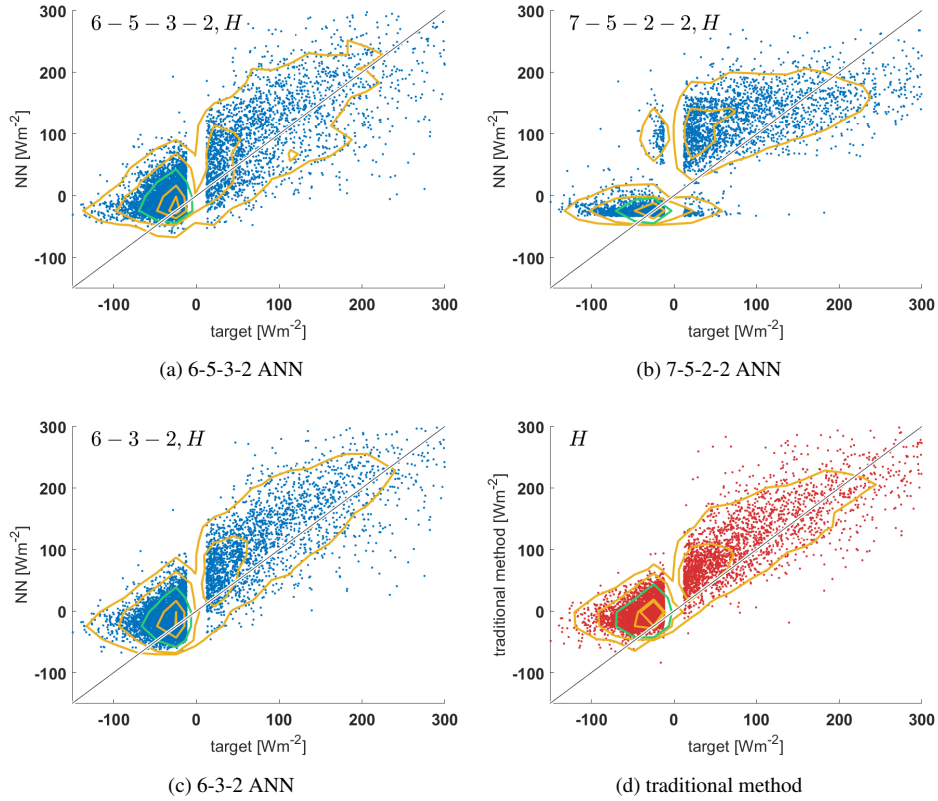 6 − 5 − 3 − 2, H
300
200
100
0
-100
NN [Wm-2]
-100 0 100 200 300
target [Wm-2]
(a) 6-5-3-2 ANN
7 − 5 − 2 − 2, H
300
200
100
0
-100
NN [Wm-2]
-100 0 100 200 300
target [Wm-2]
(b) 7-5-2-2 ANN
6 − 3 − 2, H
300
200
100
0
-100
NN [Wm-2]
-100 0 100 200 300
target [Wm-2]
(c) 6-3-2 ANN
H
300
200
100
0
-100
traditional method [Wm-2]
-100 0 100 200 300
target [Wm-2]
(d) traditional method